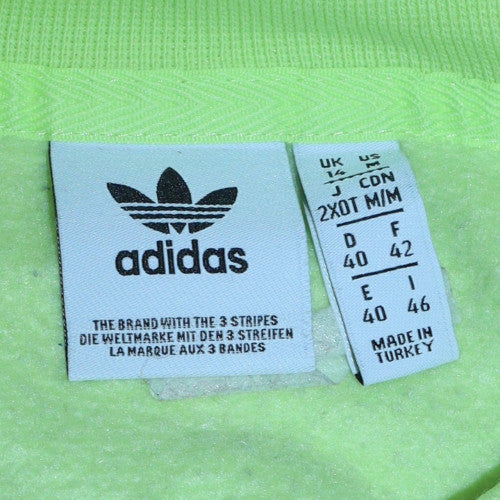 adidas
THE BRAND WITH THE 3 STRIPES
DIE WELTMARKE MIT DEN 3 STREIFEN
LA MARQUE AUX 3 BANDES
UK US
14 M
J CDN
2XOT M/M
D F
40 42
E I
40 46
MADE IN
TURKEY